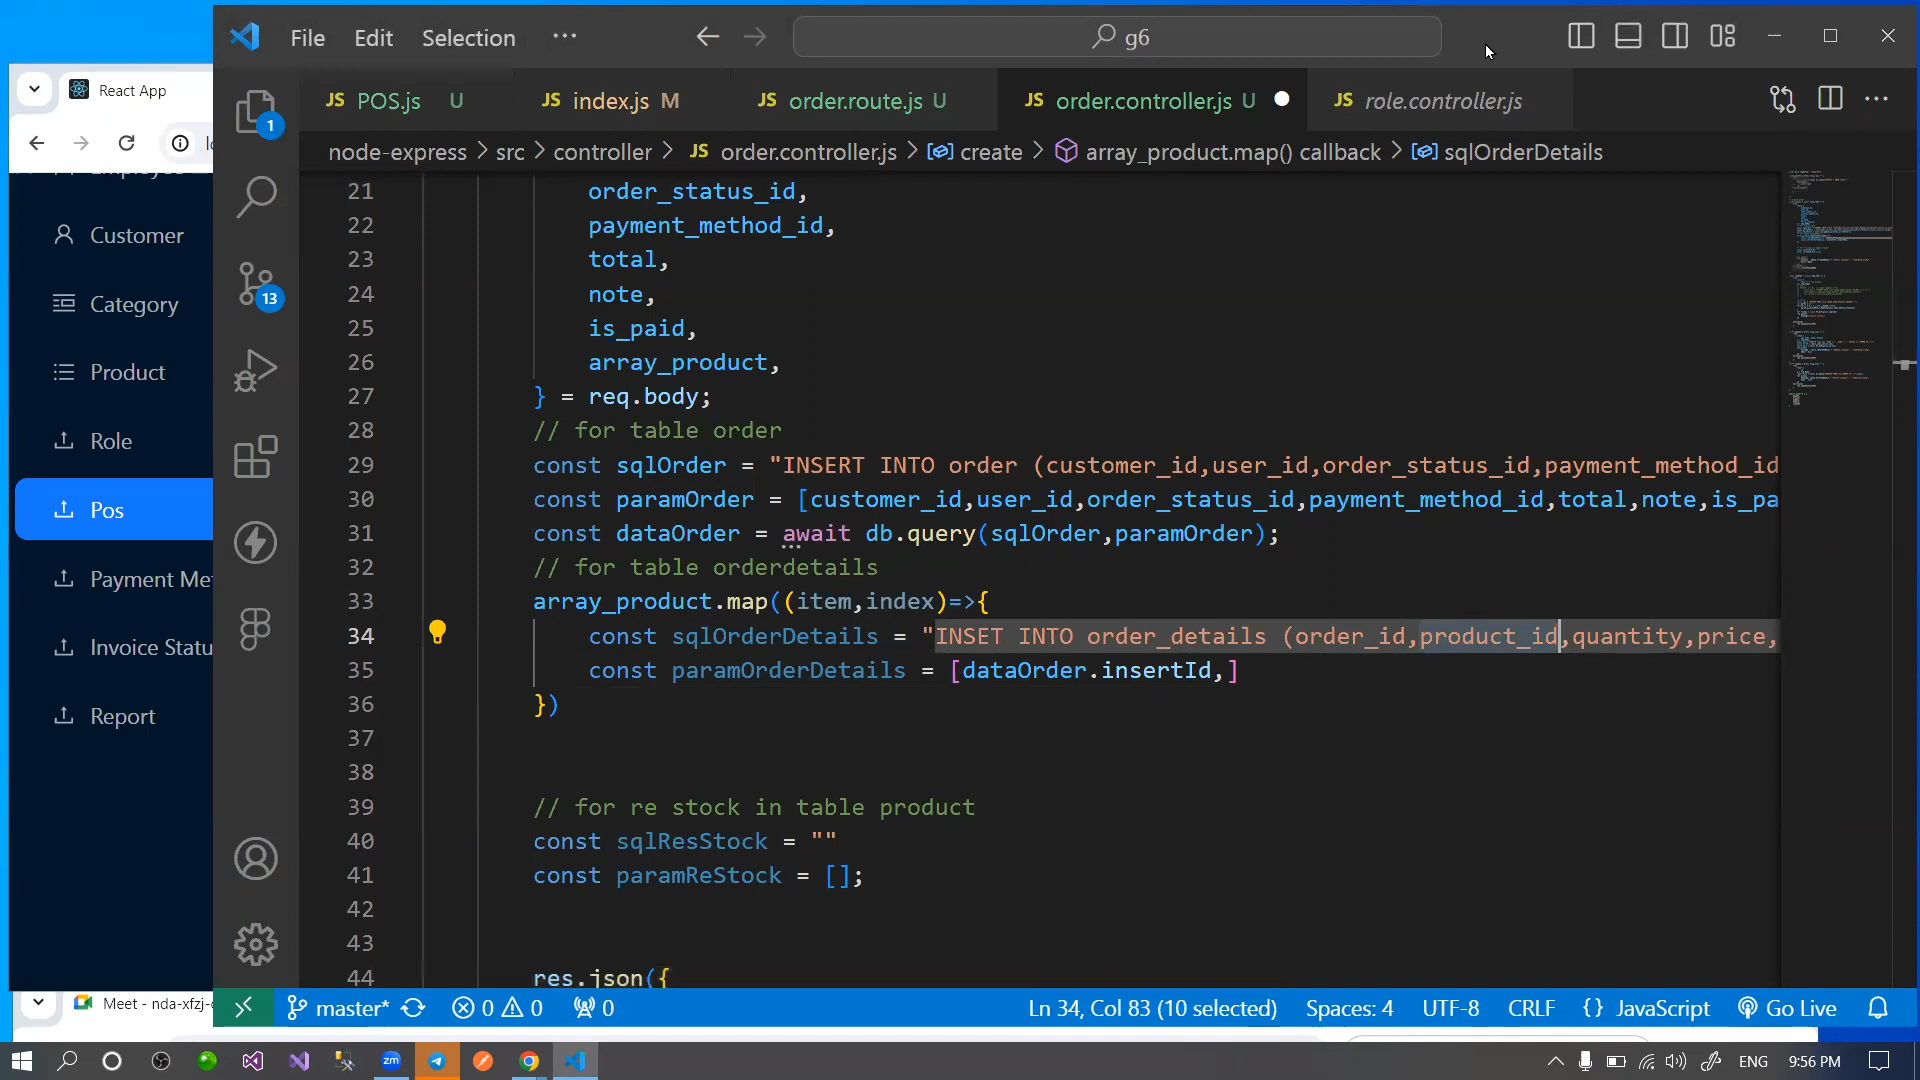 File Edit Selection ··· g6
React App
JS POS.js U JS index.js M JS order.route.js U JS order.controller.js U JS role.controller.js
node-express > src > controller > JS order.controller.js > create > array_product.map() callback > sqlOrderDetails
Customer
Category
Product
Role
Pos
Payment Me
Invoice Statu
Report
1
13
21 order_status_id,
22 payment_method_id,
23 total,
24 note,
25 is_paid,
26 array_product,
27 } = req.body;
28 // for table order
29 const sqlOrder = "INSERT INTO order (customer_id,user_id,order_status_id,payment_method_id
30 const paramOrder = [customer_id,user_id,order_status_id,payment_method_id,total,note,is_pa
31 const dataOrder = await db.query(sqlOrder,paramOrder);
32 // for table orderdetails
33 array_product.map((item,index)=>{
34 const sqlOrderDetails = "INSET INTO order_details (order_id,product_id,quantity,price,
35 const paramOrderDetails = [dataOrder.insertId,]
36 })
37
38
39 // for re stock in table product
40 const sqlResStock = ""
41 const paramReStock = [];
42
43
44 res.json({
Meet - nda-xfzj-
master* 0 0 0 Ln 34, Col 83 (10 selected) Spaces: 4 UTF-8 CRLF {} JavaScript Go Live
zm ENG 9:56 PM